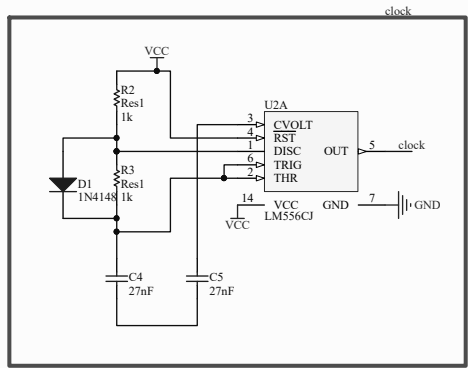 clock
VCC
R2
Res1
1k
U2A
3
CVOLT
4
RST
1
DISC
OUT
5
clock
6
TRIG
2
THR
R3
Res1
1k
D1
1N4148
14
VCC
GND
7
GND
VCC
LM556CJ
C4
27nF
C5
27nF